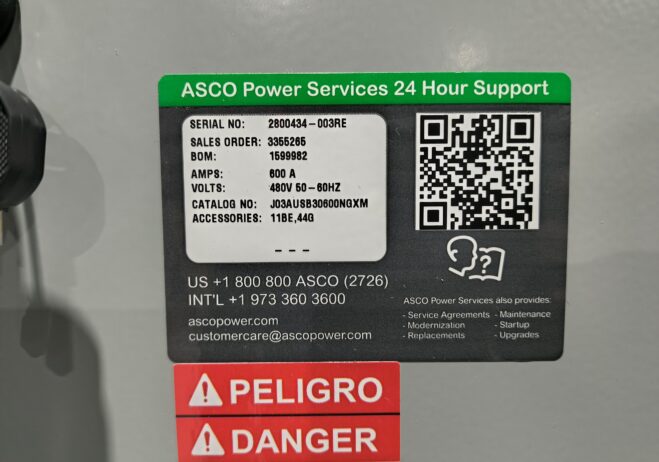 ASCO Power Services 24 Hour Support
SERIAL NO: 2800434-003RE
SALES ORDER: 3355265
BOM: 1599982
AMPS: 600 A
VOLTS: 480V 50-60HZ
CATALOG NO: J03AUSB30600NGXM
ACCESSORIES: 11BE,44G
---
US +1 800 800 ASCO (2726)
INT'L +1 973 360 3600
ascopower.com
customercare@ascopower.com
?
ASCO Power Services also provides:
- Service Agreements - Maintenance
- Modernization - Startup
- Replacements - Upgrades
PELIGRO
DANGER